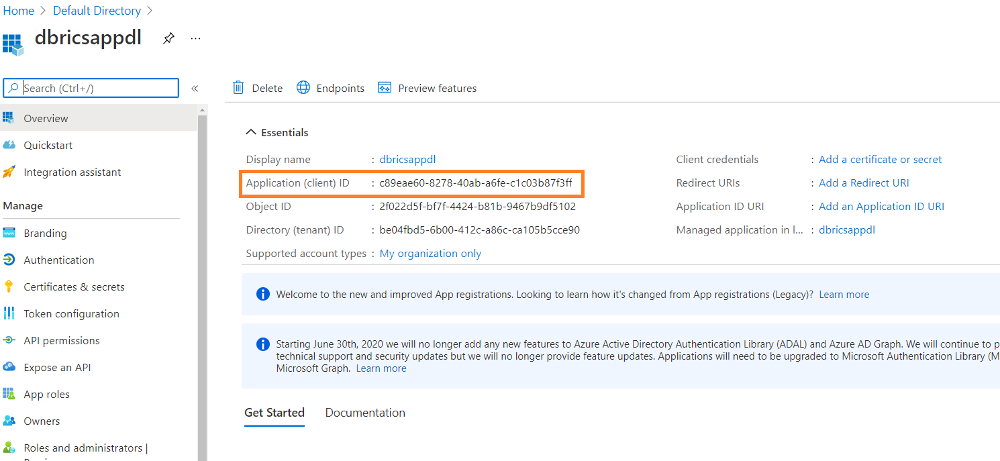 Home > Default Directory >
dbricsappdl ...
Search (Ctrl+/) «
Delete Endpoints Preview features
Overview
Quickstart
Integration assistant
Manage
Branding
Authentication
Certificates & secrets
Token configuration
API permissions
Expose an API
App roles
Owners
Roles and administrators |
Essentials
Display name : dbricsappdl
Application (client) ID : c89eae60-8278-40ab-a6fe-c1c03b87f3ff
Object ID : 2f022d5f-bf7f-4424-b81b-9467b9df5102
Directory (tenant) ID : be04fbd5-6b00-412c-a86c-ca105b5cce90
Supported account types : My organization only
Client credentials : Add a certificate or secret
Redirect URIs : Add a Redirect URI
Application ID URI : Add an Application ID URI
Managed application in l... : dbricsappdl
Welcome to the new and improved App registrations. Looking to learn how it's changed from App registrations (Legacy)? Learn more
Starting June 30th, 2020 we will no longer add any new features to Azure Active Directory Authentication Library (ADAL) and Azure AD Graph. We will continue to p
technical support and security updates but we will no longer provide feature updates. Applications will need to be upgraded to Microsoft Authentication Library (M
Microsoft Graph. Learn more
Get Started Documentation